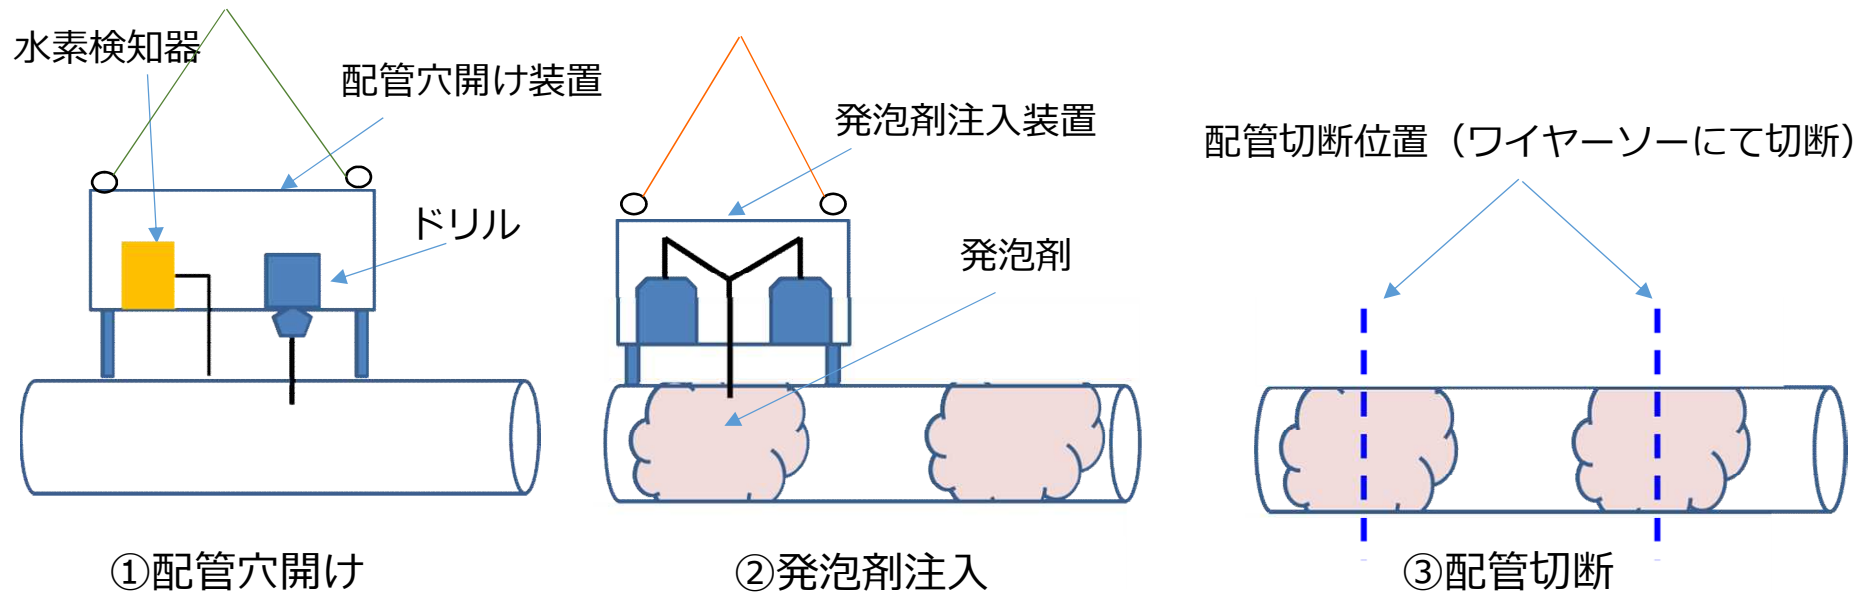 水素検知器
配管穴開け装置
ドリル
①配管穴開け
発泡剤注入装置
発泡剤
②発泡剤注入
配管切断位置（ワイヤーソーにて切断）
③配管切断